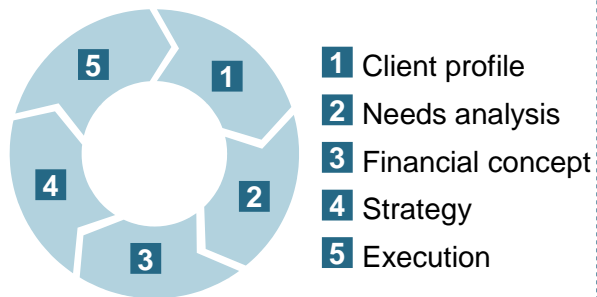 5
1
4
2
3
1 Client profile
2 Needs analysis
3 Financial concept
4 Strategy
5 Execution